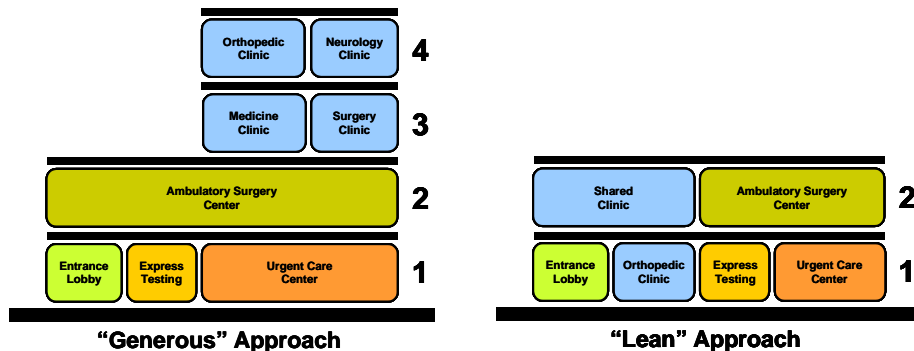 Orthopedic
Clinic
Neurology
Clinic
4
Medicine
Clinic
Surgery
Clinic
3
Ambulatory Surgery
Center
2
Entrance
Lobby
Express
Testing
Urgent Care
Center
1
“Generous” Approach
Shared
Clinic
Ambulatory Surgery
Center
2
Entrance
Lobby
Orthopedic
Clinic
Express
Testing
Urgent Care
Center
1
“Lean” Approach